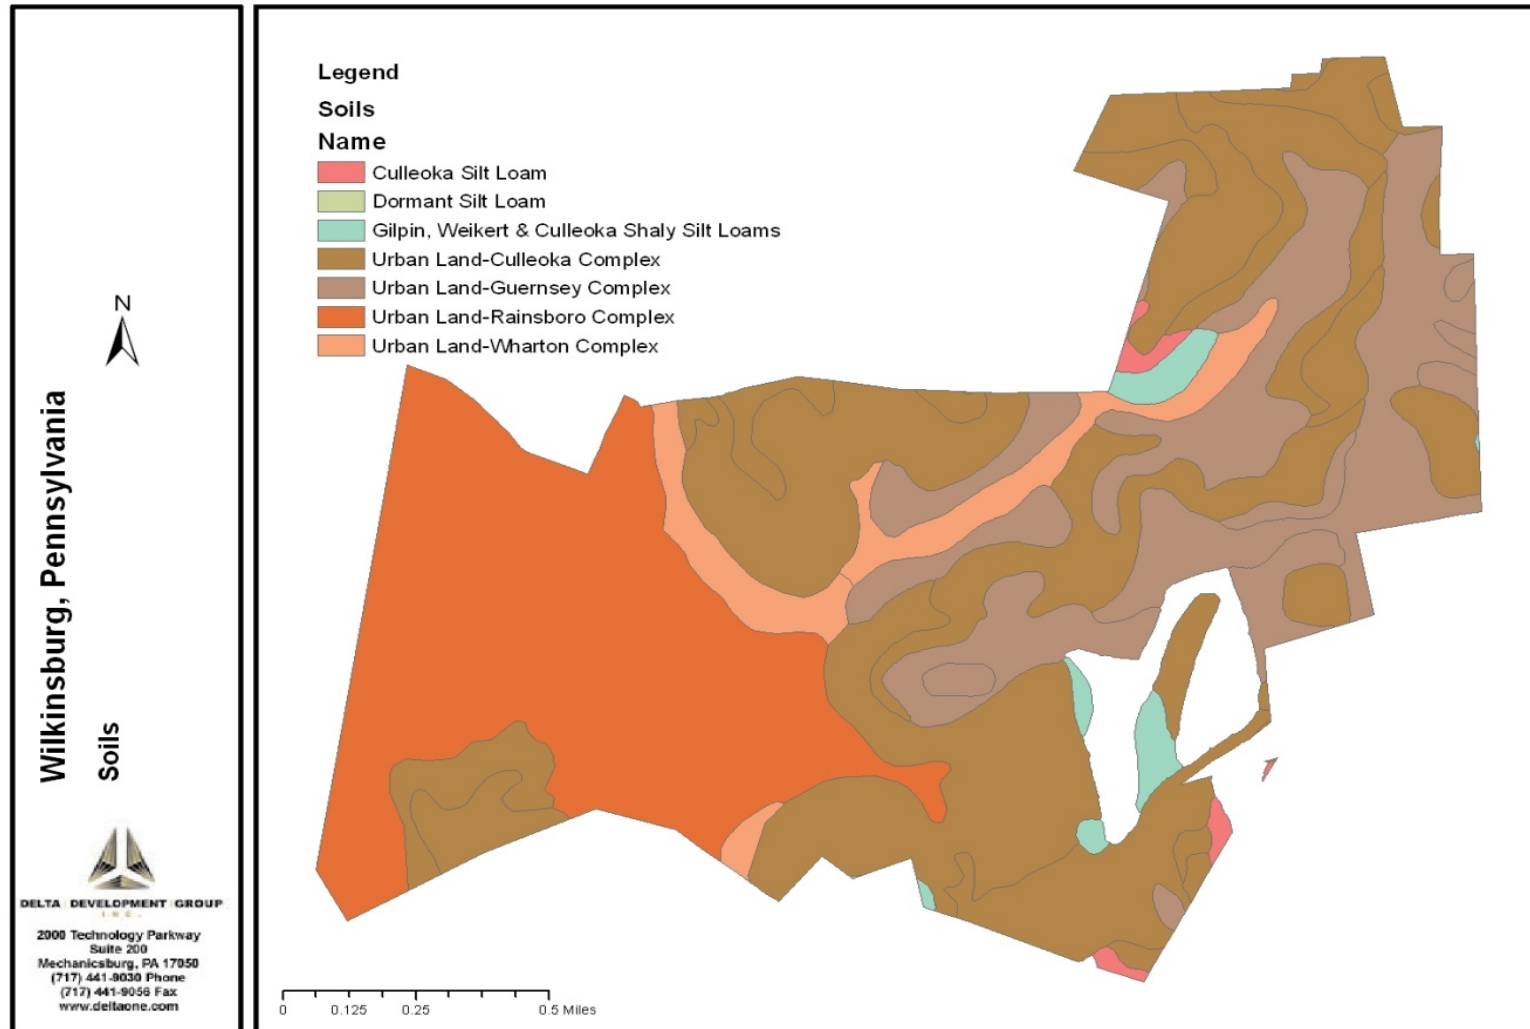 Wilkinsburg, Pennsylvania
Soils
N
DELTA DEVELOPMENT GROUP
I N C.
2000 Technology Parkway
Suite 200
Mechanicsburg, PA 17050
(717) 441-9030 Phone
(717) 441-9056 Fax
www.deltaone.com
Legend
Soils
Name
Culleoka Silt Loam
Dormant Silt Loam
Gilpin, Weikert & Culleoka Shaly Silt Loams
Urban Land-Culleoka Complex
Urban Land-Guernsey Complex
Urban Land-Rainsboro Complex
Urban Land-Wharton Complex
0 0.125 0.25 0.5 Miles